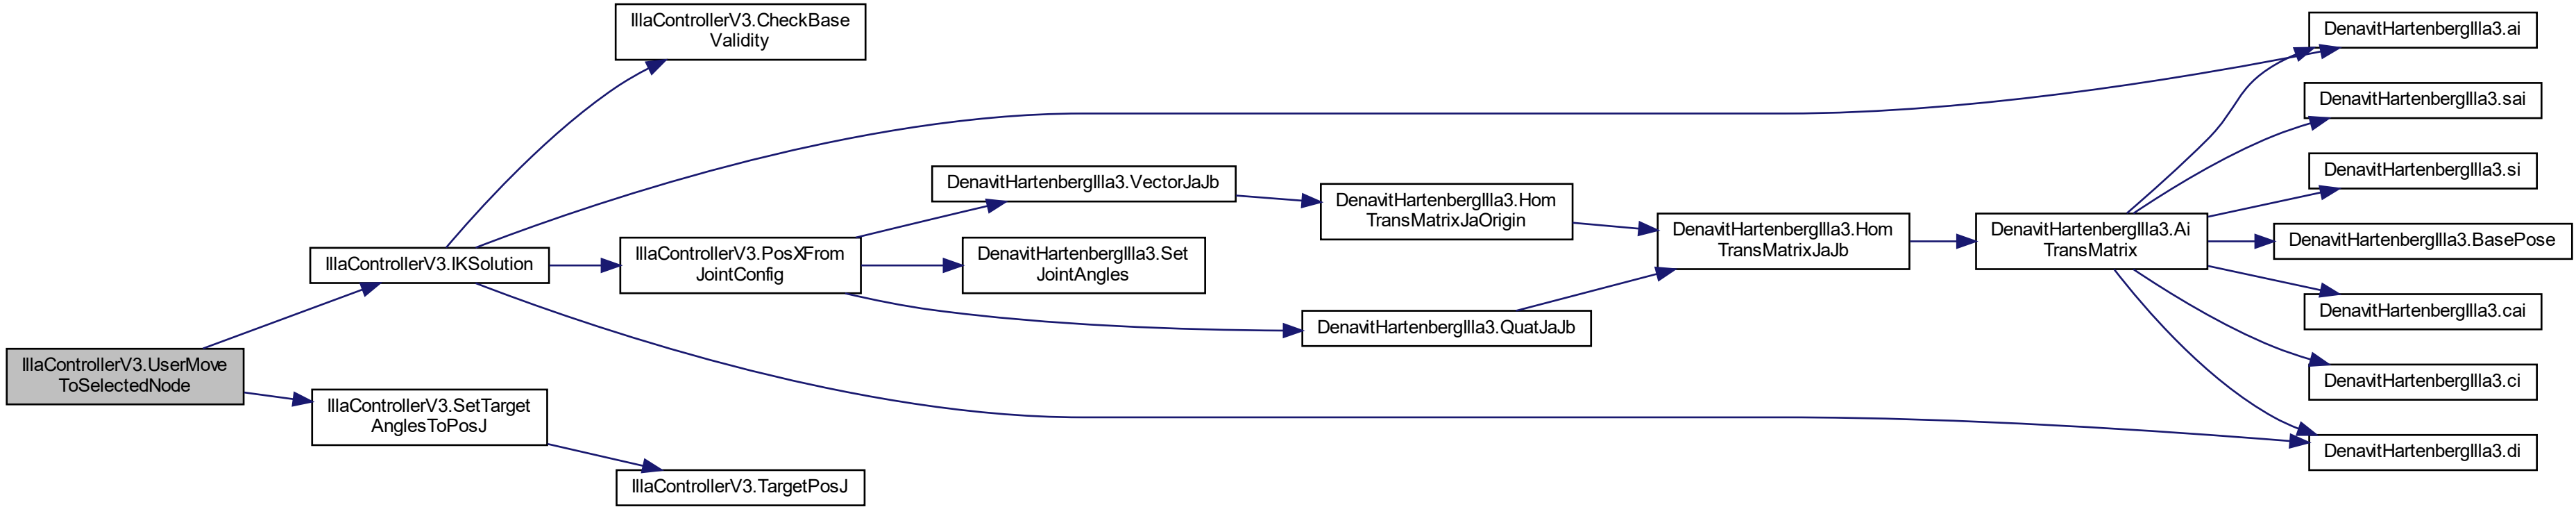 IllaControllerV3.UserMove
ToSelectedNode
IllaControllerV3.IKSolution
IllaControllerV3.SetTarget
AnglesToPosJ
IllaControllerV3.CheckBase
Validity
IllaControllerV3.PosXFrom
JointConfig
IllaControllerV3.TargetPosJ
DenavitHartenbergIlla3.VectorJaJb
DenavitHartenbergIlla3.Set
JointAngles
DenavitHartenbergIlla3.QuatJaJb
DenavitHartenbergIlla3.Hom
TransMatrixJaOrigin
DenavitHartenbergIlla3.Hom
TransMatrixJaJb
DenavitHartenbergIlla3.Ai
TransMatrix
DenavitHartenbergIlla3.ai
DenavitHartenbergIlla3.sai
DenavitHartenbergIlla3.si
DenavitHartenbergIlla3.BasePose
DenavitHartenbergIlla3.cai
DenavitHartenbergIlla3.ci
DenavitHartenbergIlla3.di